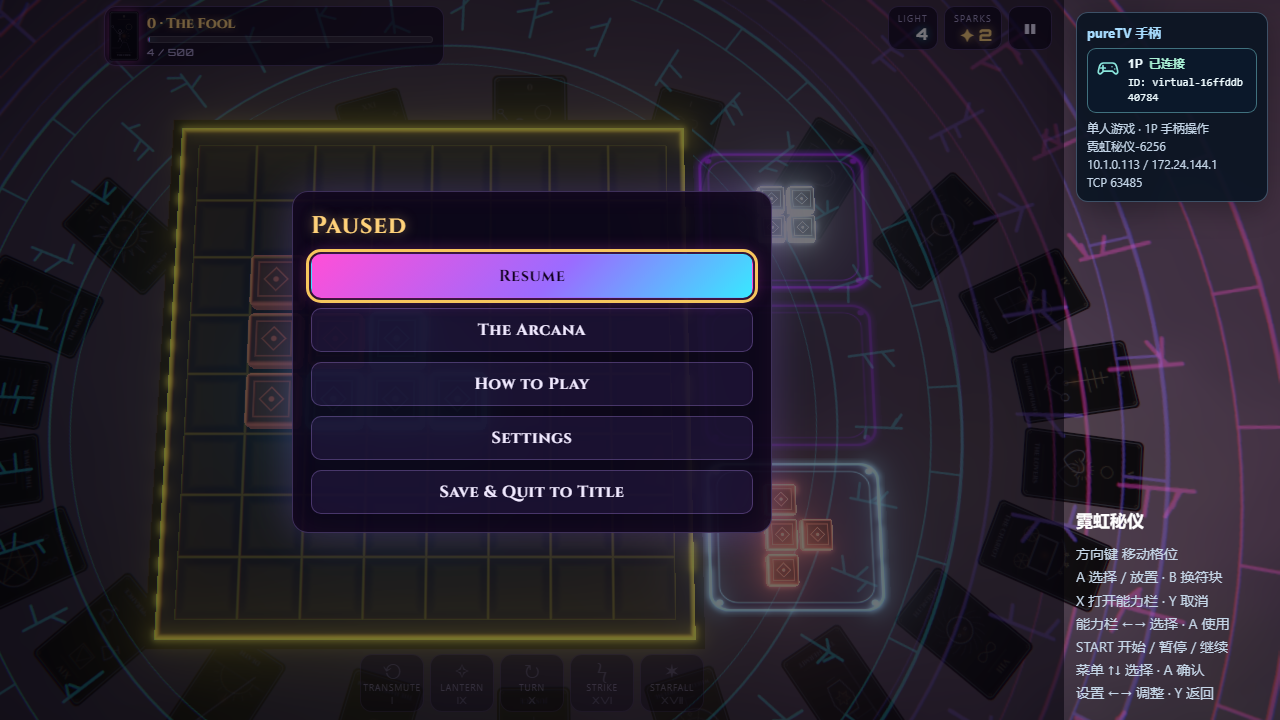 0 · The Fool
4 / 500
LIGHT
4
SPARKS
2
Paused
Resume
The Arcana
How to Play
Settings
Save & Quit to Title
TRANSMUTE
LANTERN
IX
TURN
X
STRIKE
XVI
STARFALL
XVII
pureTV 手柄
1P 已连接
ID: virtual-16ffddb
40784
单人游戏 · 1P 手柄操作
霓虹秘仪-6256
10.1.0.113 / 172.24.144.1
TCP 63485
霓虹秘仪
方向键 移动格位
A 选择 / 放置 · B 换符块
X 打开能力栏 · Y 取消
能力栏 ←→ 选择 · A 使用
START 开始 / 暂停 / 继续
菜单 ↑↓ 选择 · A 确认
设置 ←→ 调整 · Y 返回